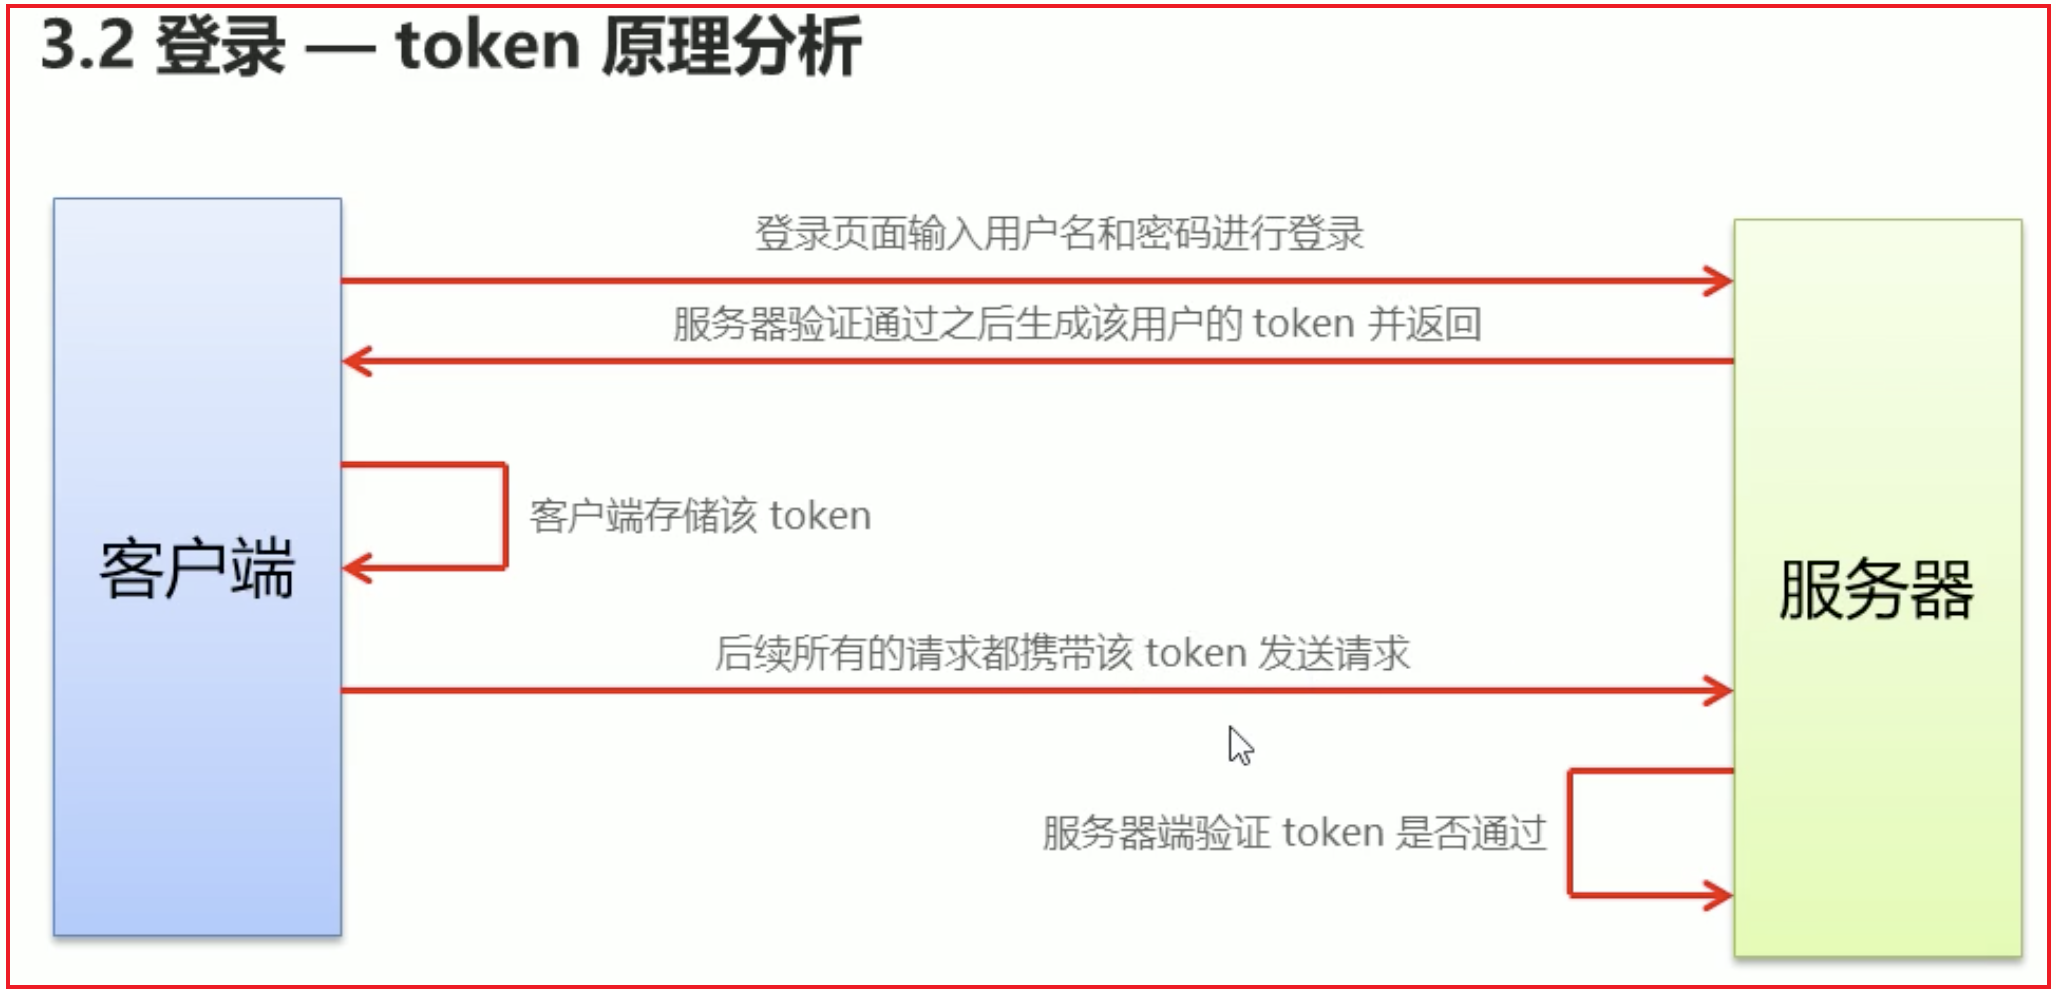 3.2 登录 — token 原理分析
登录页面输入用户名和密码进行登录
服务器验证通过之后生成该用户的 token 并返回
客户端存储该 token
客户端
服务器
后续所有的请求都携带该 token 发送请求
服务器端验证 token 是否通过